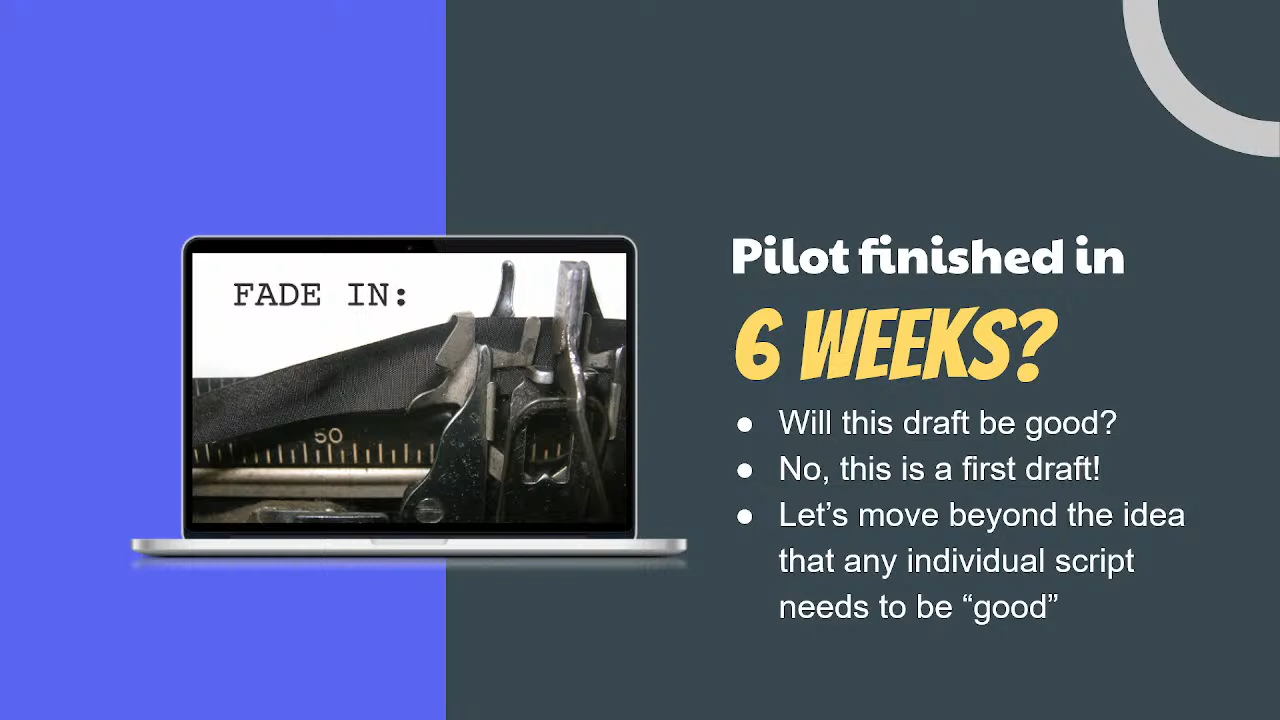 FADE IN:
50
Pilot finished in
6 WEEKS?
● Will this draft be good?
● No, this is a first draft!
● Let’s move beyond the idea
that any individual script
needs to be “good”